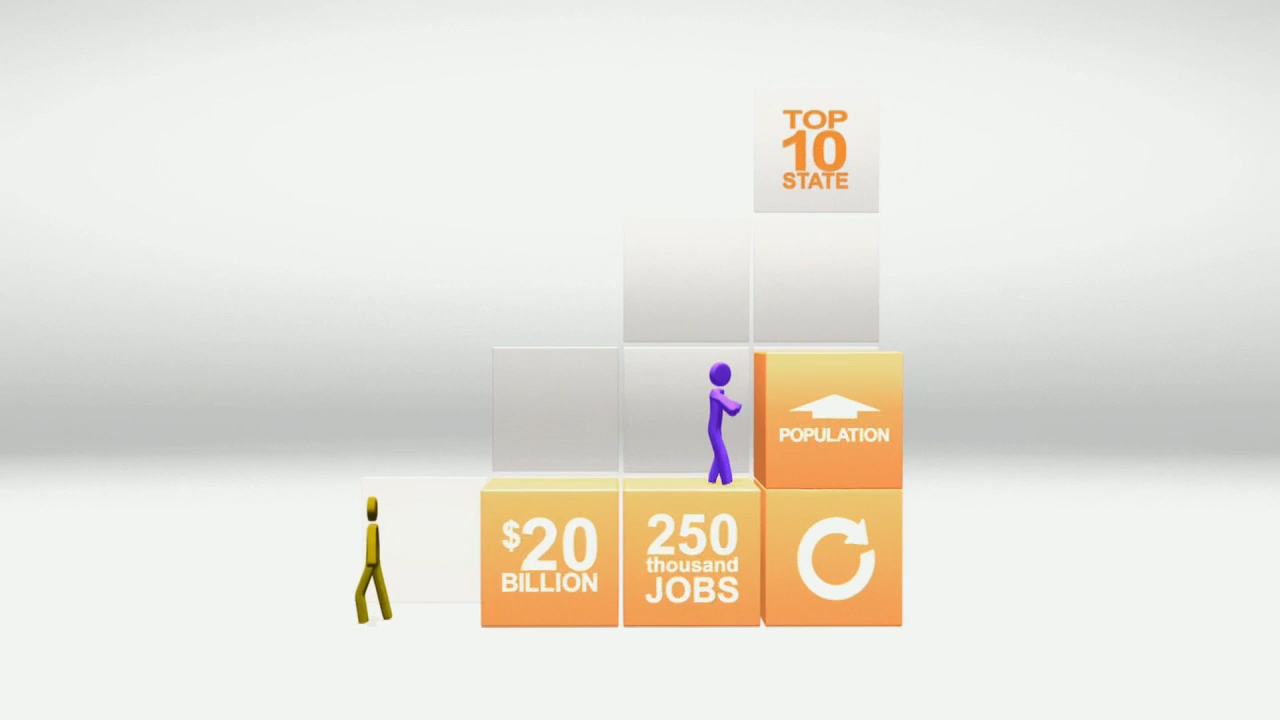 TOP
10
STATE
POPULATION
$20
BILLION
250
thousand
JOBS